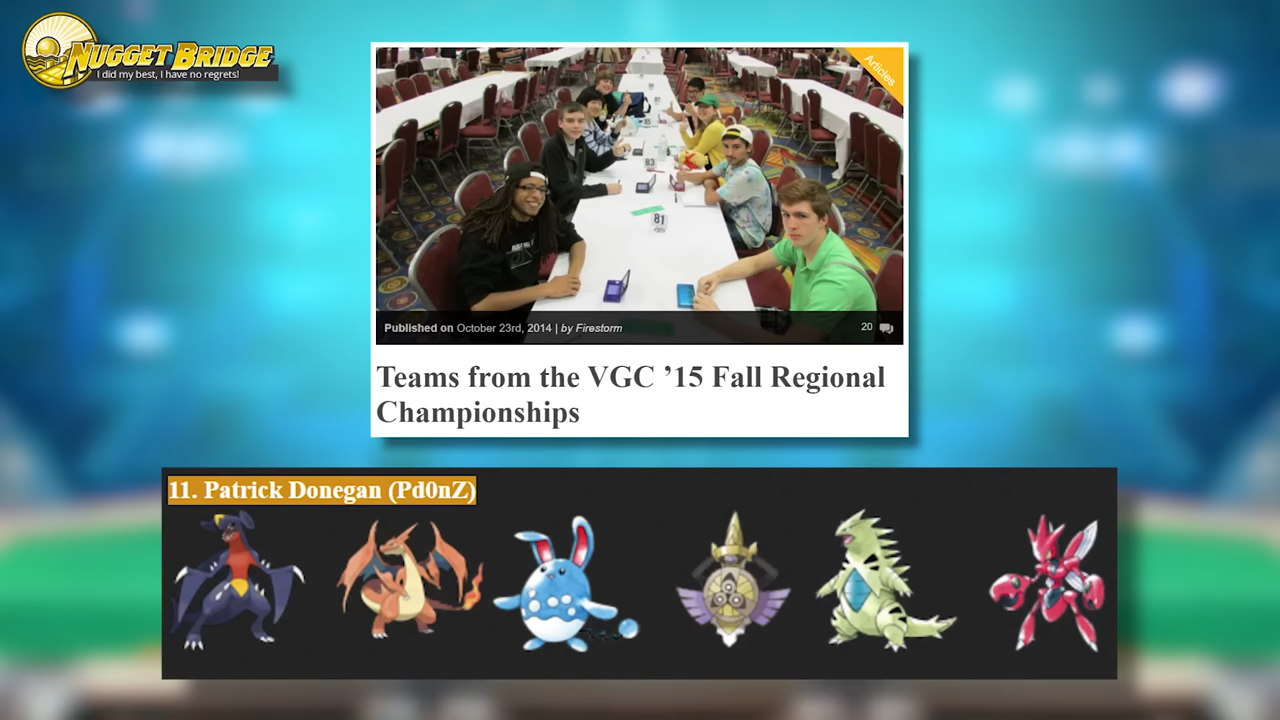 NUGGET BRIDGE
I did my best, I have no regrets!
Articles
83
81
Published on October 23rd, 2014 | by Firestorm
20
Teams from the VGC ’15 Fall Regional
Championships
11. Patrick Donegan (Pd0nZ)